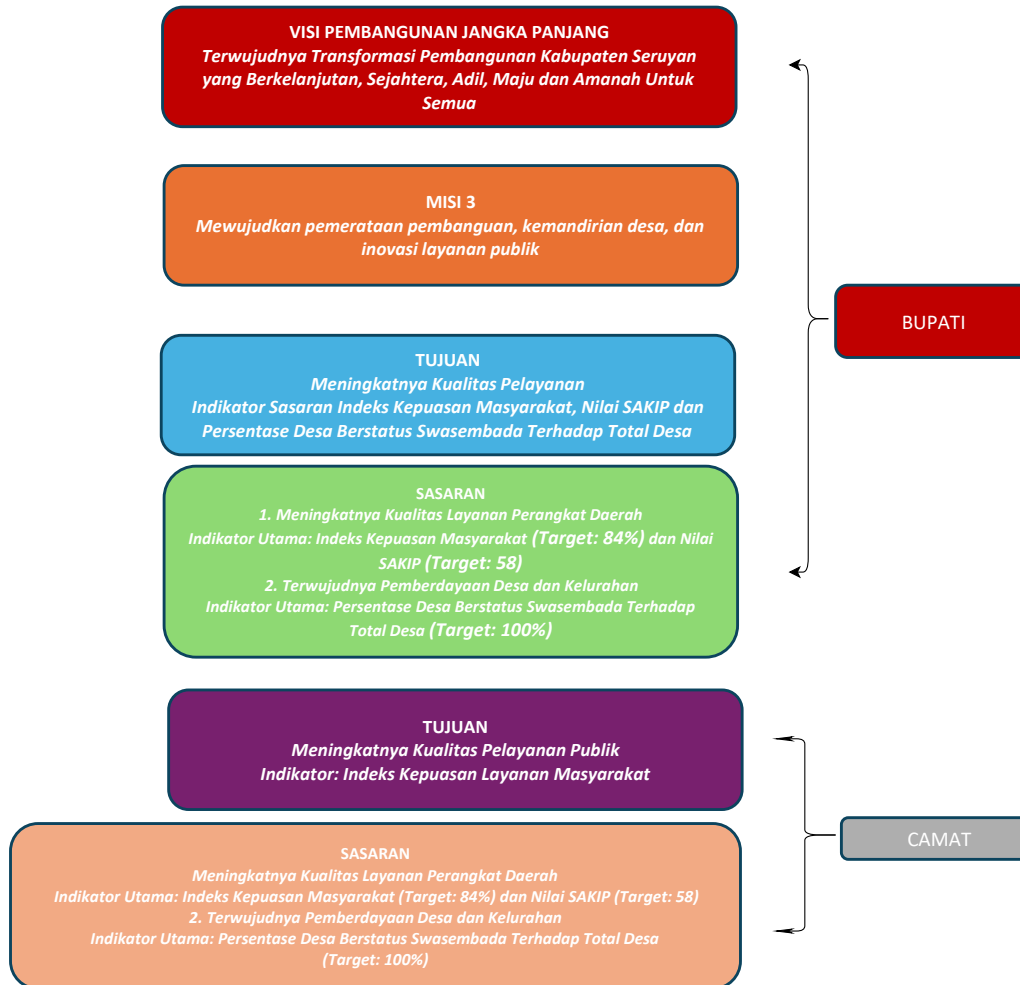 VISI PEMBANGUNAN JANGKA PANJANG
Terwujudnya Transformasi Pembangunan Kabupaten Seruyan
yang Berkelanjutan, Sejahtera, Adil, Maju dan Amanah Untuk
Semua
MISI 3
Mewujudkan pemerataan pembanguan, kemandirian desa, dan
inovasi layanan publik
BUPATI
TUJUAN
Meningkatnya Kualitas Pelayanan
Indikator Sasaran Indeks Kepuasan Masyarakat, Nilai SAKIP dan
Persentase Desa Berstatus Swasembada Terhadap Total Desa
SASARAN
1. Meningkatnya Kualitas Layanan Perangkat Daerah
Indikator Utama: Indeks Kepuasan Masyarakat (Target: 84%) dan Nilai
SAKIP (Target: 58)
2. Terwujudnya Pemberdayaan Desa dan Kelurahan
Indikator Utama: Persentase Desa Berstatus Swasembada Terhadap
Total Desa (Target: 100%)
TUJUAN
Meningkatnya Kualitas Pelayanan Publik
Indikator: Indeks Kepuasan Layanan Masyarakat
CAMAT
SASARAN
Meningkatnya Kualitas Layanan Perangkat Daerah
Indikator Utama: Indeks Kepuasan Masyarakat (Target: 84%) dan Nilai SAKIP (Target: 58)
2. Terwujudnya Pemberdayaan Desa dan Kelurahan
Indikator Utama: Persentase Desa Berstatus Swasembada Terhadap Total Desa
(Target: 100%)